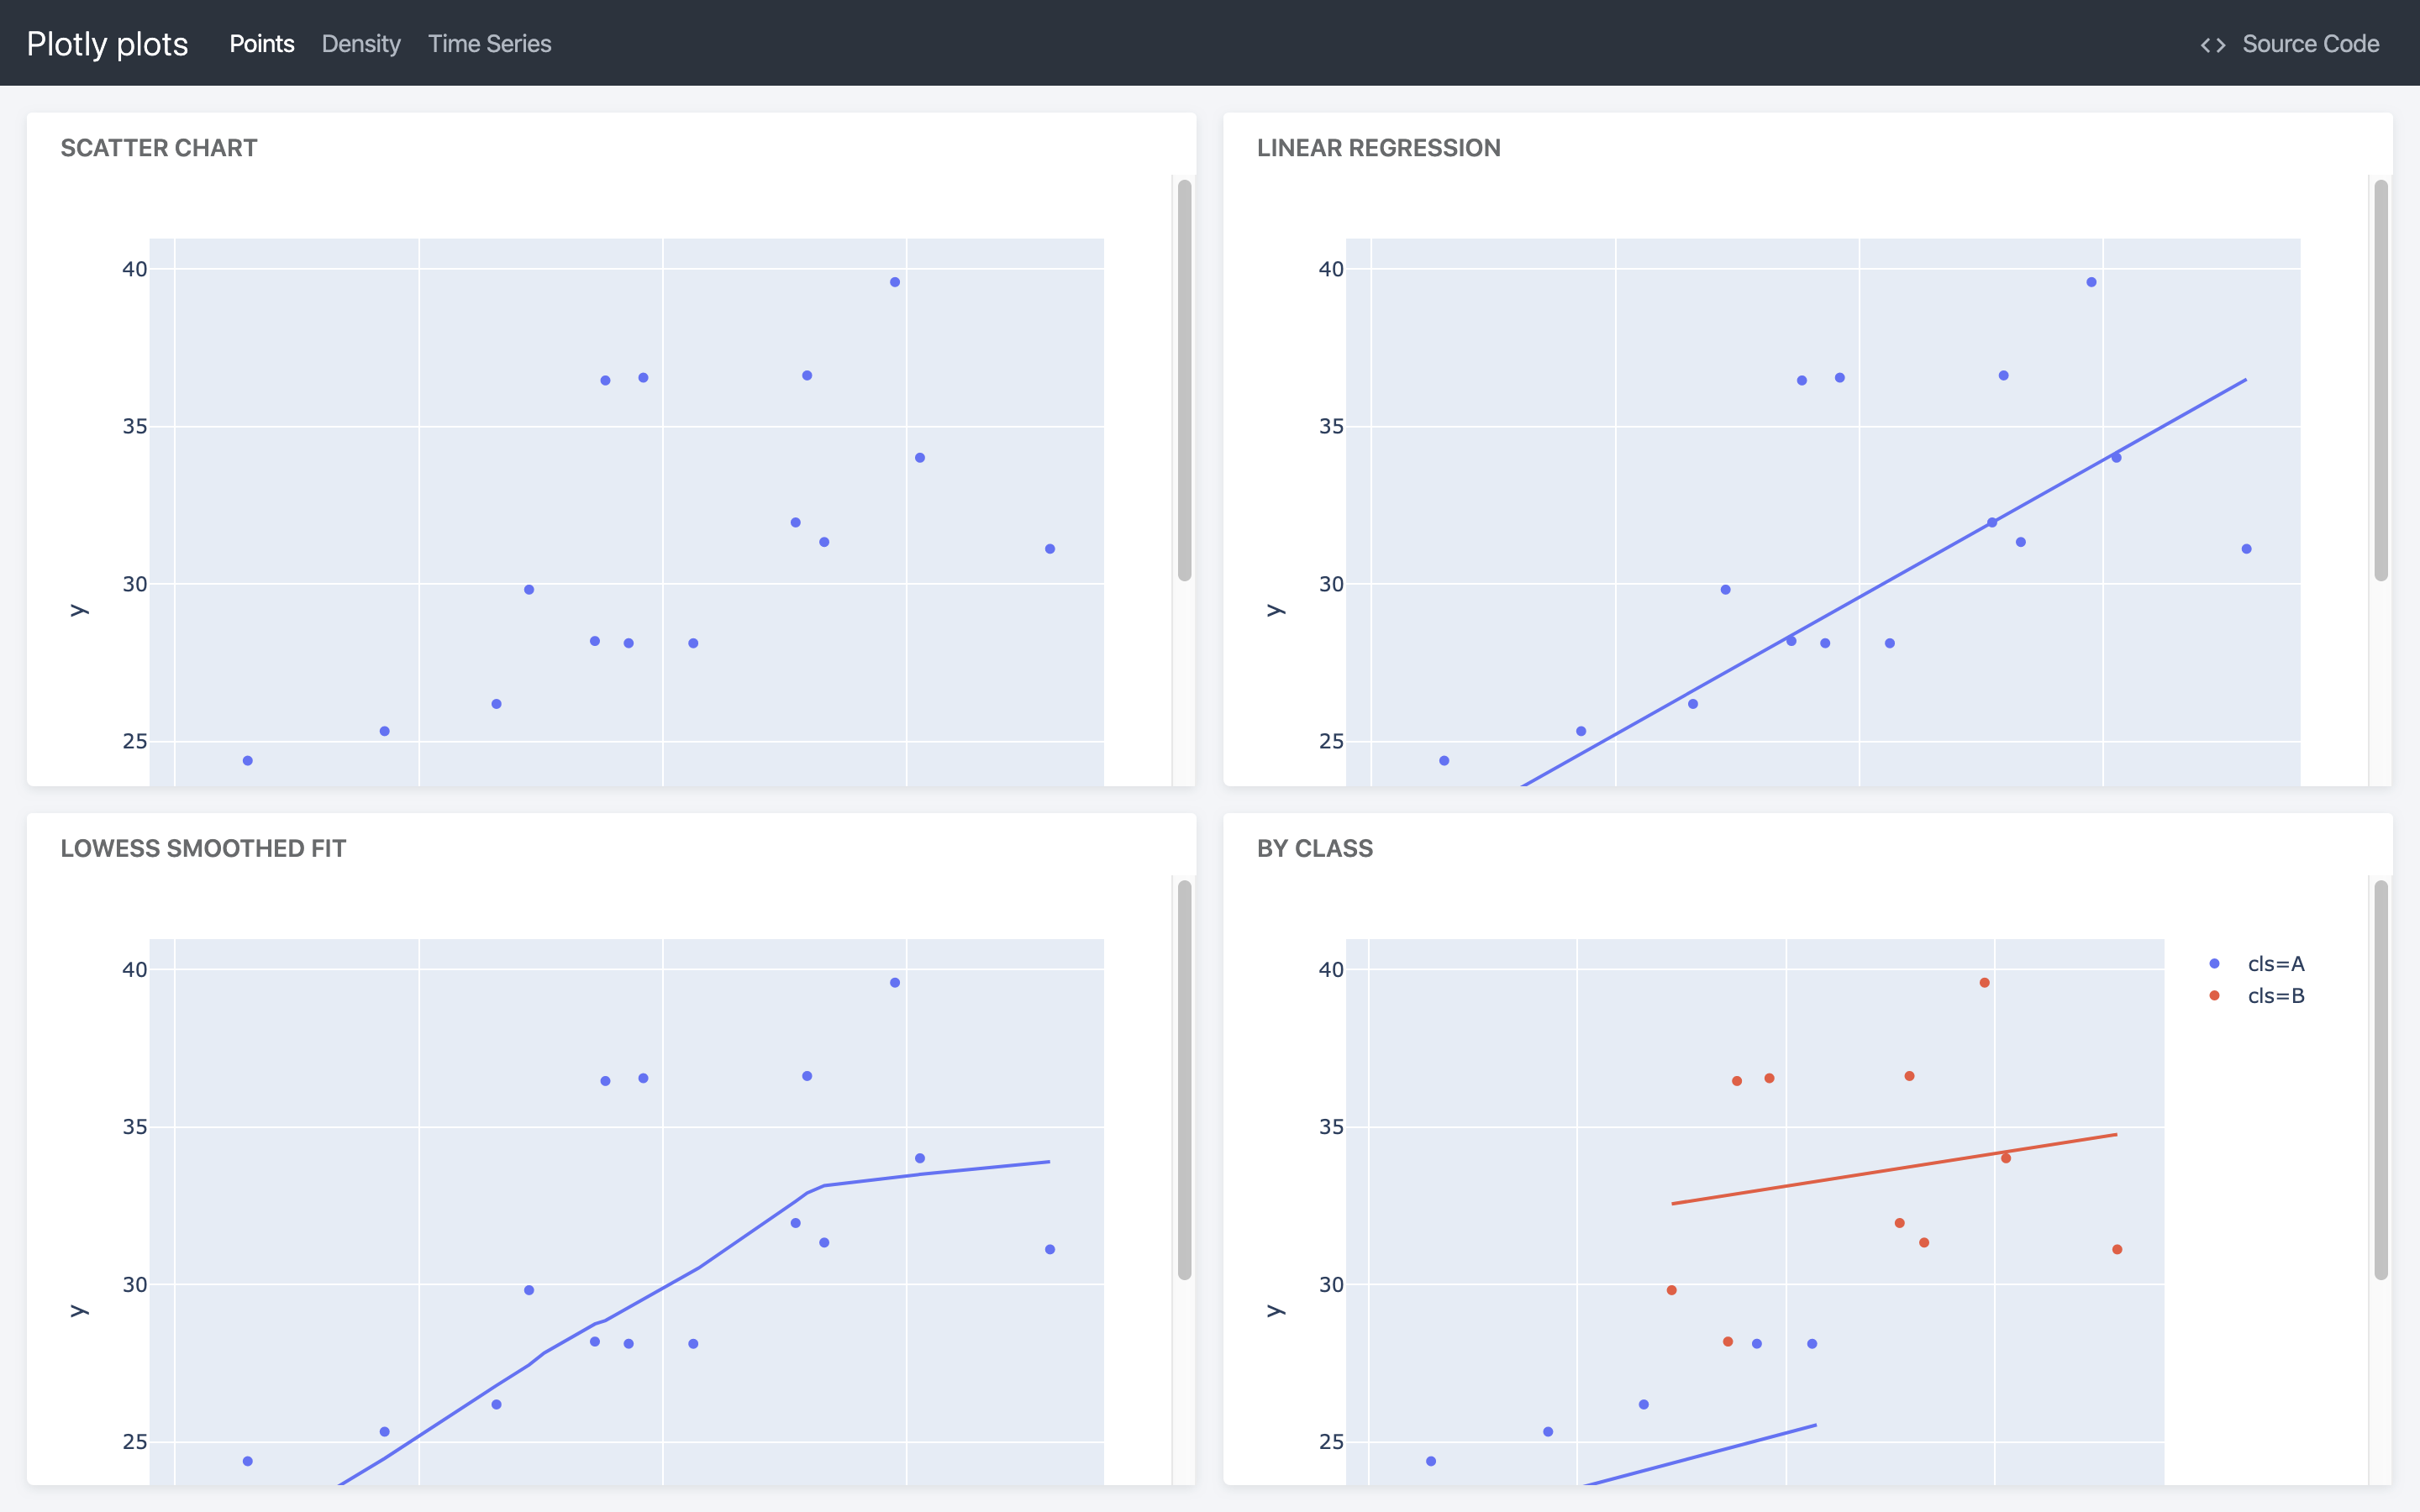 Plotly plots Points Density Time Series <> Source Code
SCATTER CHART
40
35
30
25
y
LINEAR REGRESSION
40
35
30
25
y
LOWESS SMOOTHED FIT
40
35
30
25
y
BY CLASS
40
35
30
25
y
cls=A
cls=B